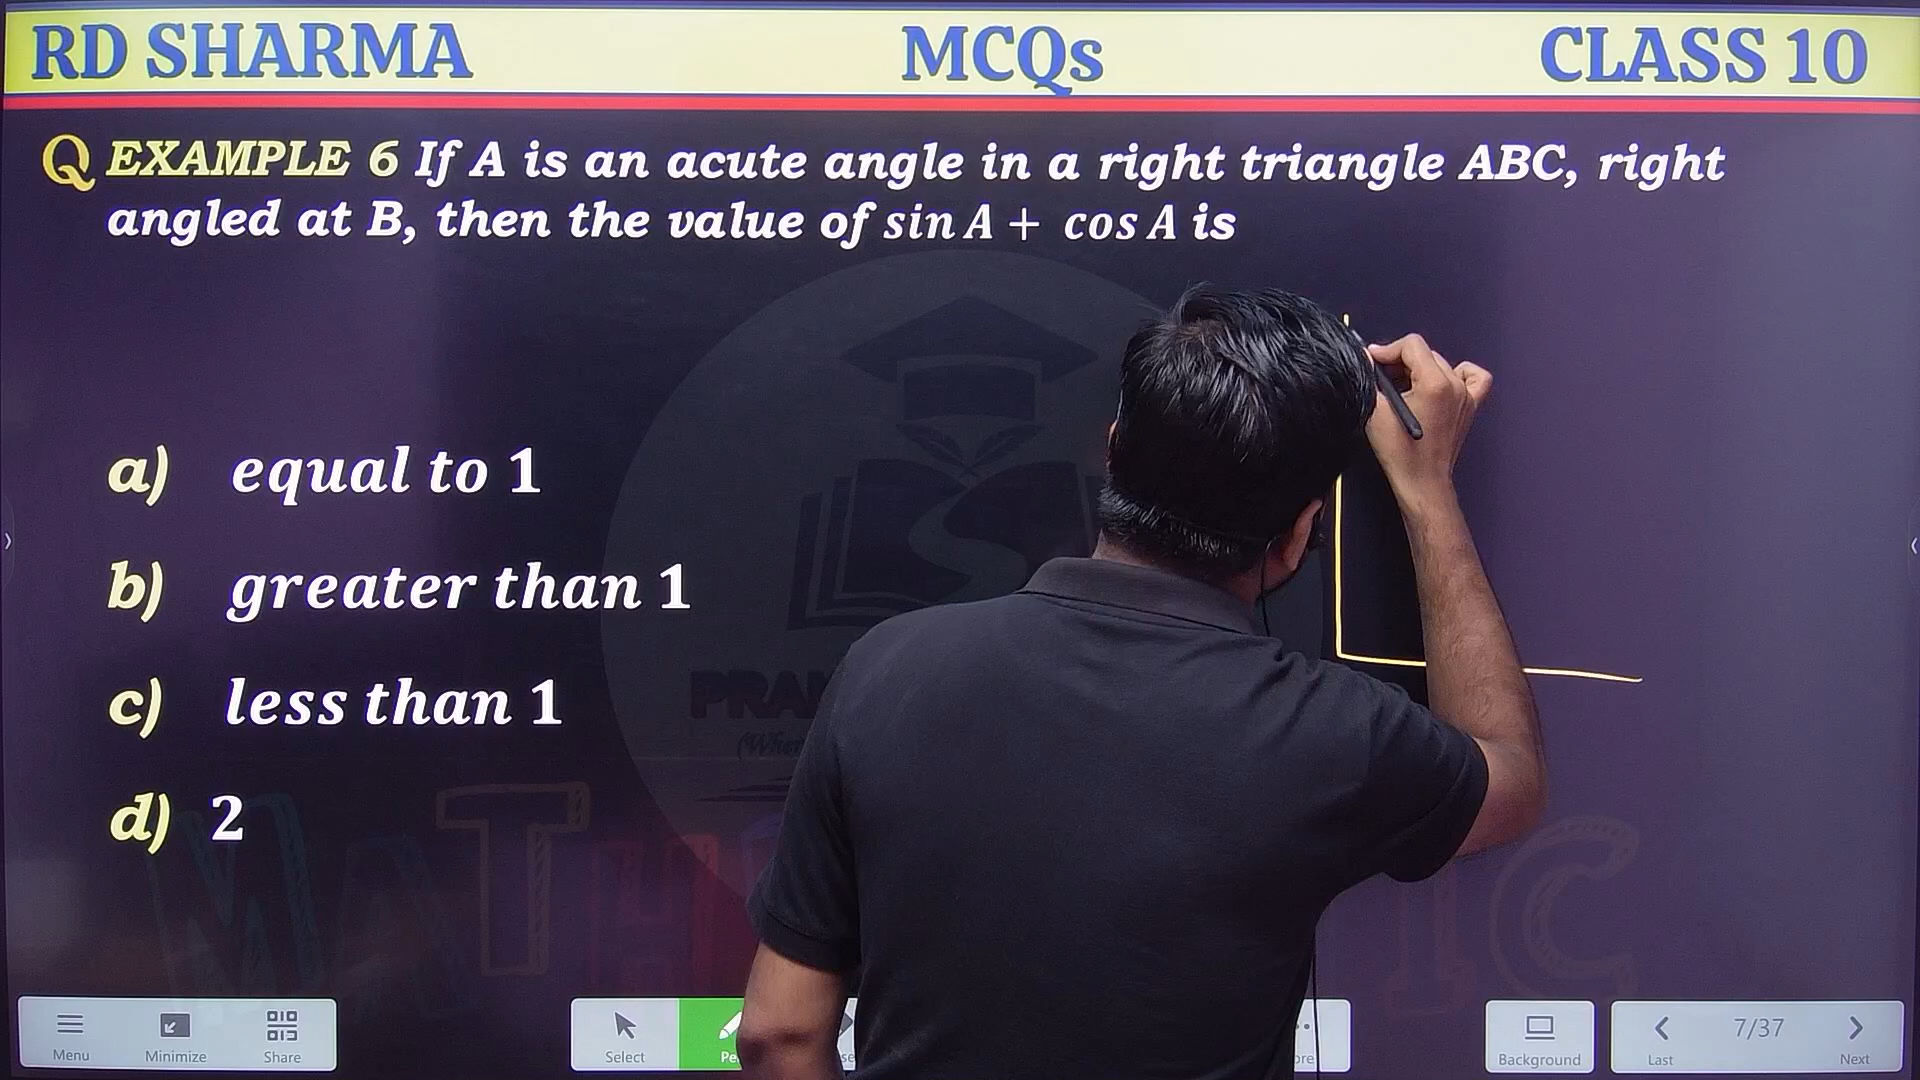 RD SHARMA MCQs CLASS 10
Q EXAMPLE 6 If A is an acute angle in a right triangle ABC, right
angled at B, then the value of sin A + cos A is
a) equal to 1
b) greater than 1
c) less than 1
d) 2
Menu Minimize Share Select Background Last 7/37 Next